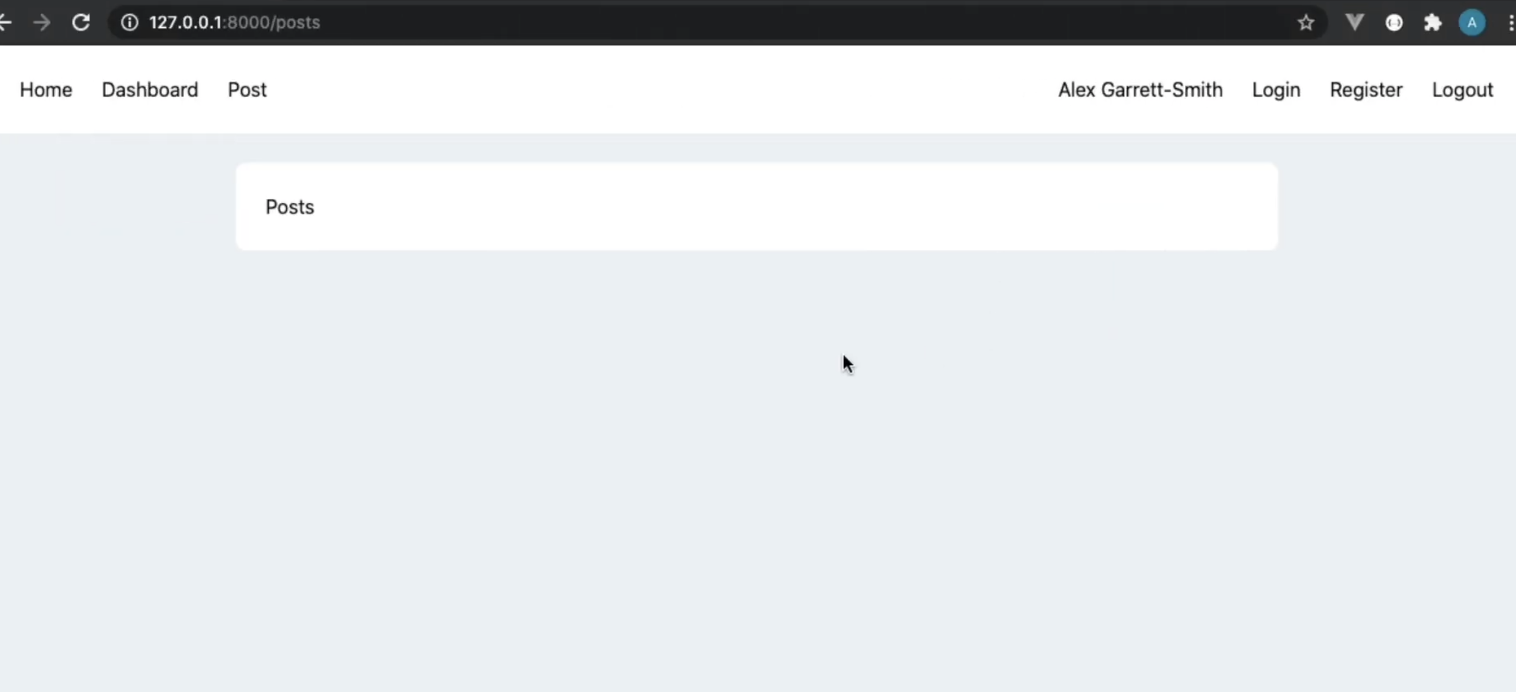 127.0.0.1:8000/posts
A
Home Dashboard Post Alex Garrett-Smith Login Register Logout
Posts